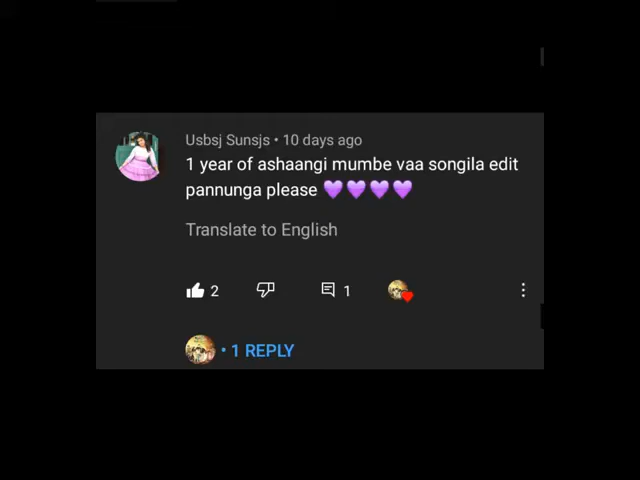 Usbsj Sunsjs • 10 days ago
1 year of ashaangi mumbe vaa songila edit
pannunga please 💜💜💜💜
Translate to English
2 1
• 1 REPLY